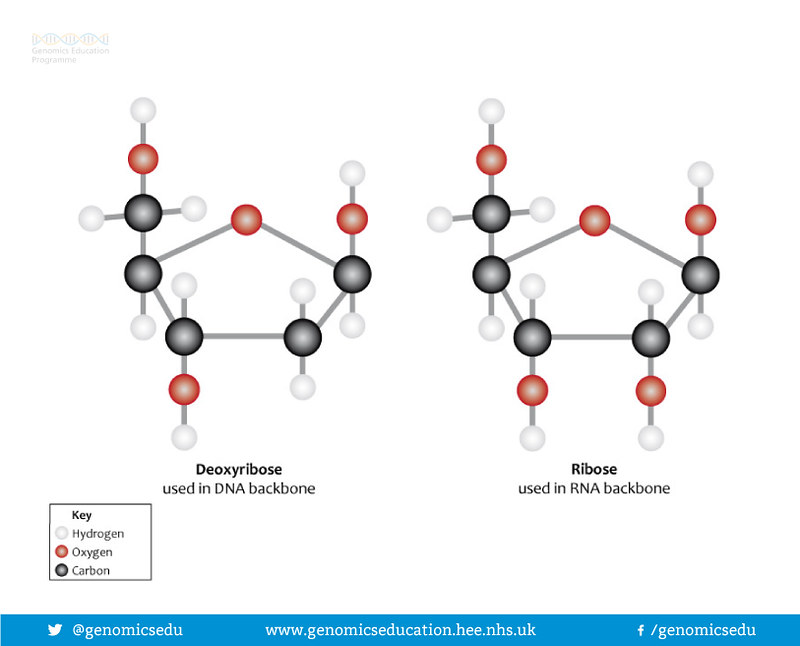 Genomics Education
Programme
Deoxyribose
used in DNA backbone
Ribose
used in RNA backbone
Key
Hydrogen
Oxygen
Carbon
@genomicsedu
www.genomicseducation.hee.nhs.uk
/genomicsedu